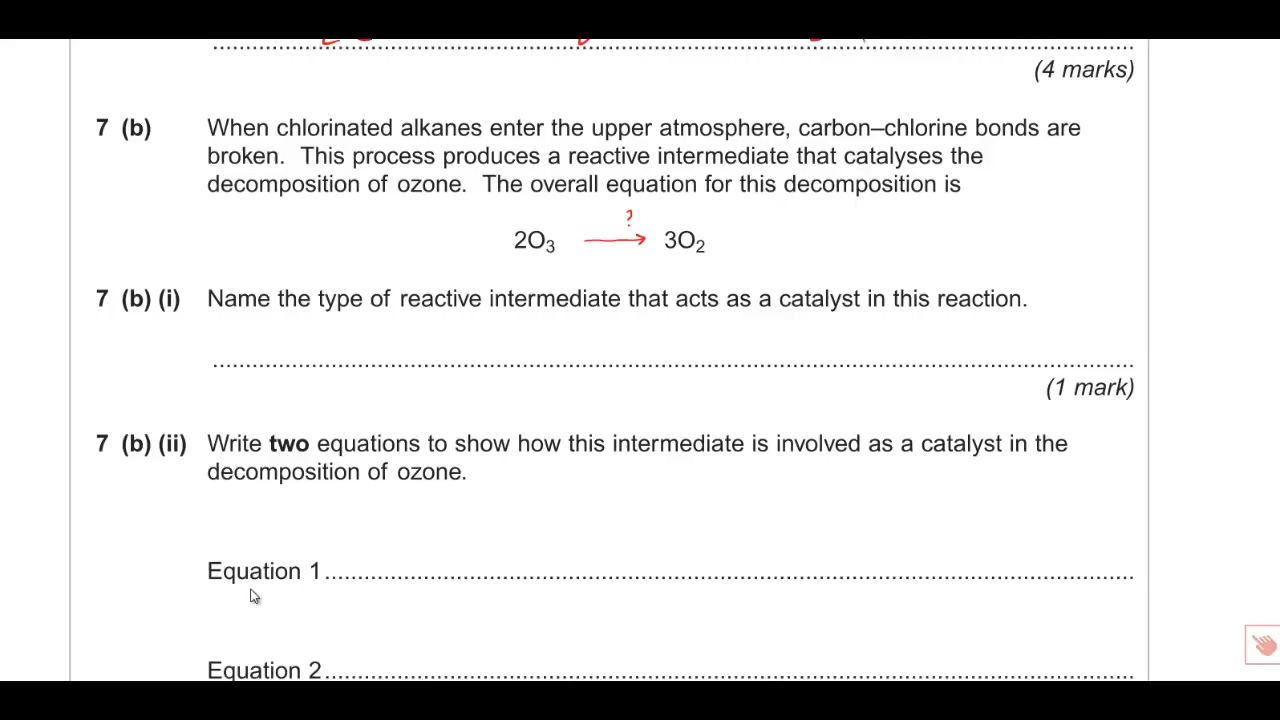 (4 marks)
7 (b) When chlorinated alkanes enter the upper atmosphere, carbon–chlorine bonds are
broken. This process produces a reactive intermediate that catalyses the
decomposition of ozone. The overall equation for this decomposition is
?
2O₃ ⟶ 3O₂
7 (b) (i) Name the type of reactive intermediate that acts as a catalyst in this reaction.
(1 mark)
7 (b) (ii) Write two equations to show how this intermediate is involved as a catalyst in the
decomposition of ozone.
Equation 1
Equation 2